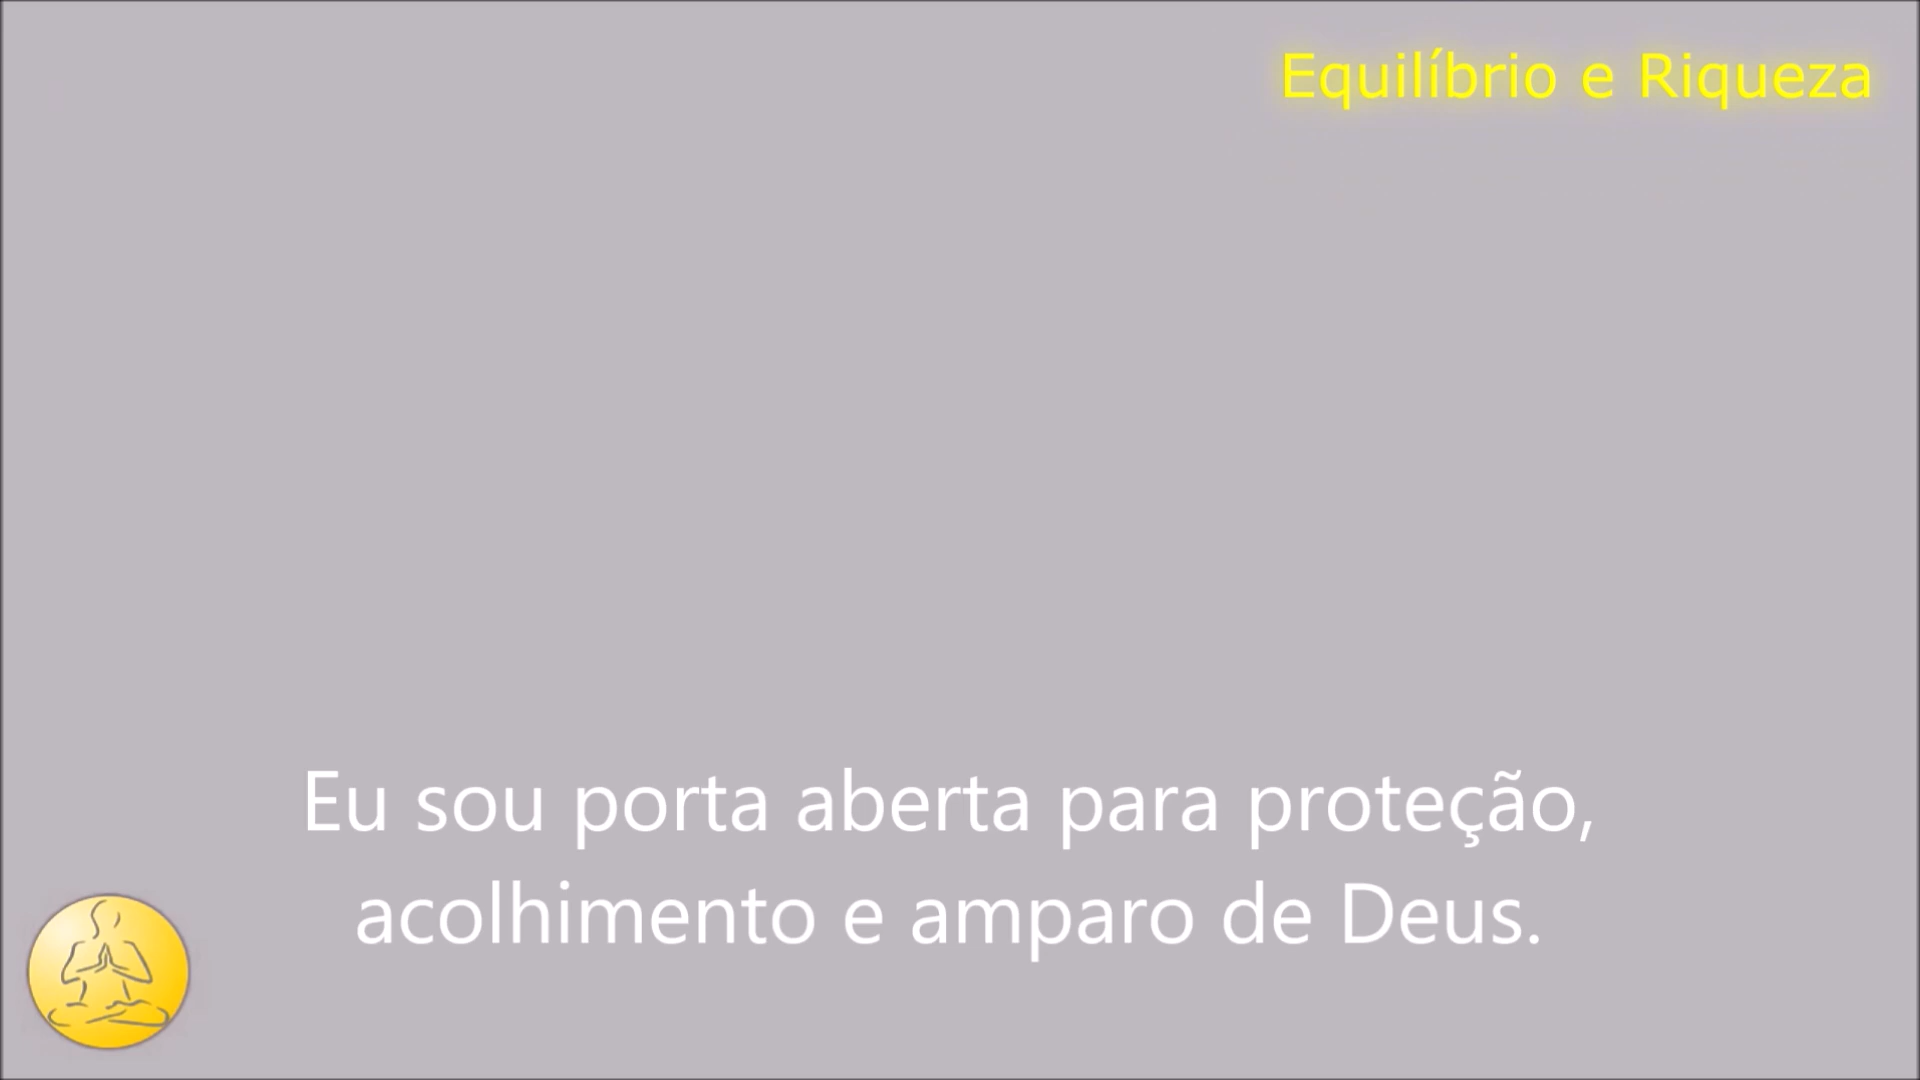 Equilíbrio e Riqueza
Eu sou porta aberta para proteção,
acolhimento e amparo de Deus.